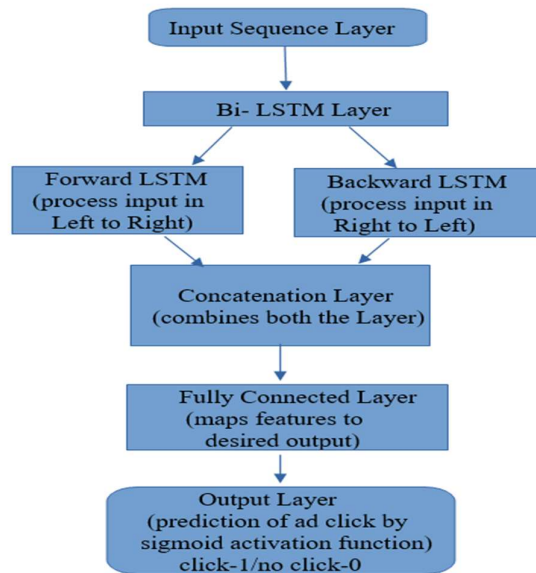 Input Sequence Layer
Bi- LSTM Layer
Forward LSTM
(process input in
Left to Right)
Backward LSTM
(process input in
Right to Left)
Concatenation Layer
(combines both the Layer)
Fully Connected Layer
(maps features to
desired output)
Output Layer
(prediction of ad click by
sigmoid activation function)
click-1/no click-0